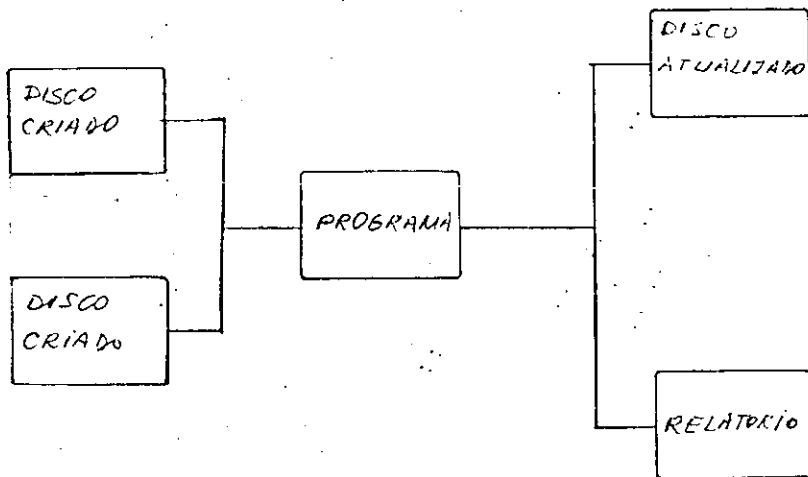 DISCO
CRIADO
DISCO
CRIADO
PROGRAMA
DISCO
ATUALIZADO
RELATORIO